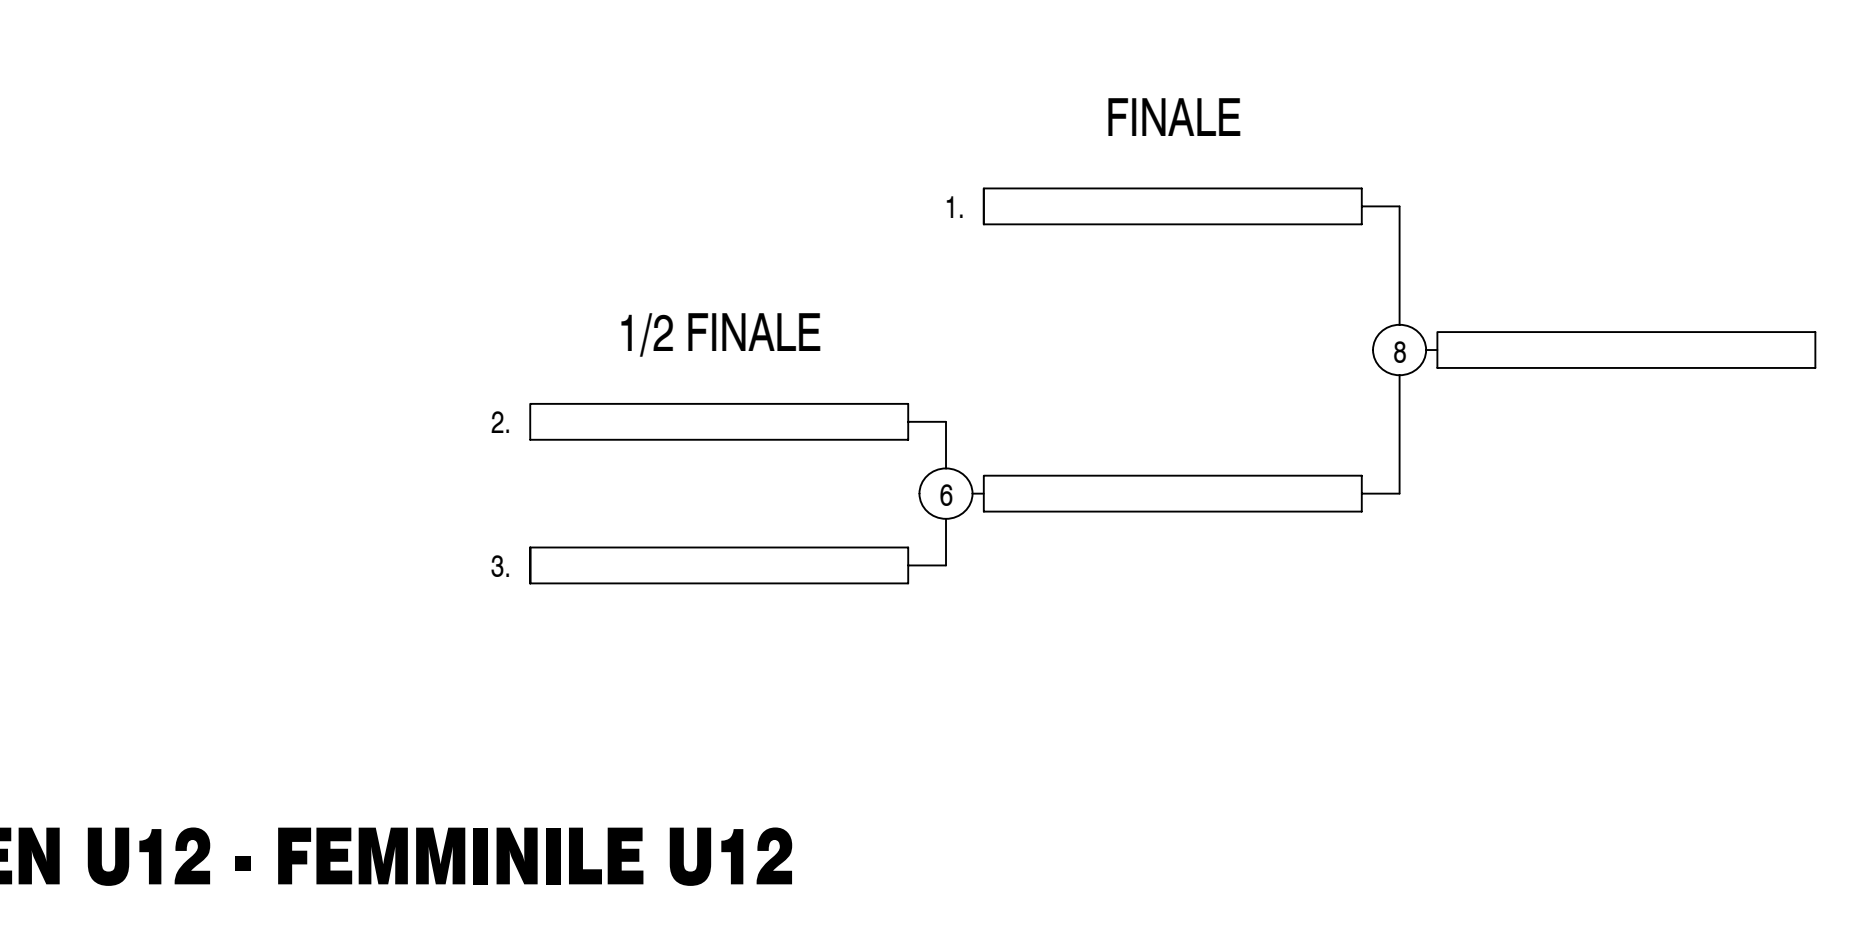 FINALE
1.
1/2 FINALE
8
2.
6
3.
EN U12 - FEMMINILE U12